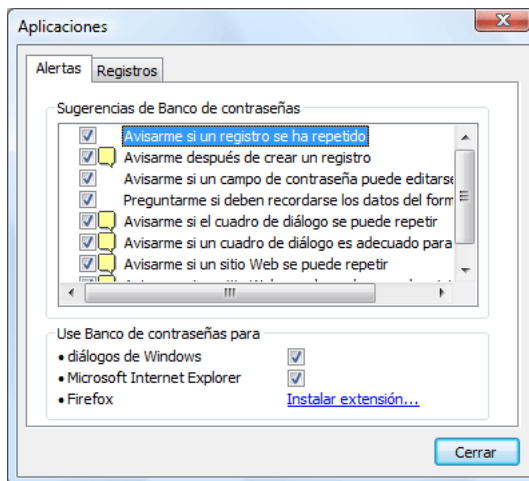 Aplicaciones
Alertas
Registros
Sugerencias de Banco de contraseñas
Avisarme si un registro se ha repetido
Avisarme después de crear un registro
Avisarme si un campo de contraseña puede editarse
Preguntarme si deben recordarse los datos del form
Avisarme si el cuadro de diálogo se puede repetir
Avisarme si un cuadro de diálogo es adecuado para
Avisarme si un sitio Web se puede repetir
Use Banco de contraseñas para
• diálogos de Windows
• Microsoft Internet Explorer
• Firefox Instalar extensión...
Cerrar